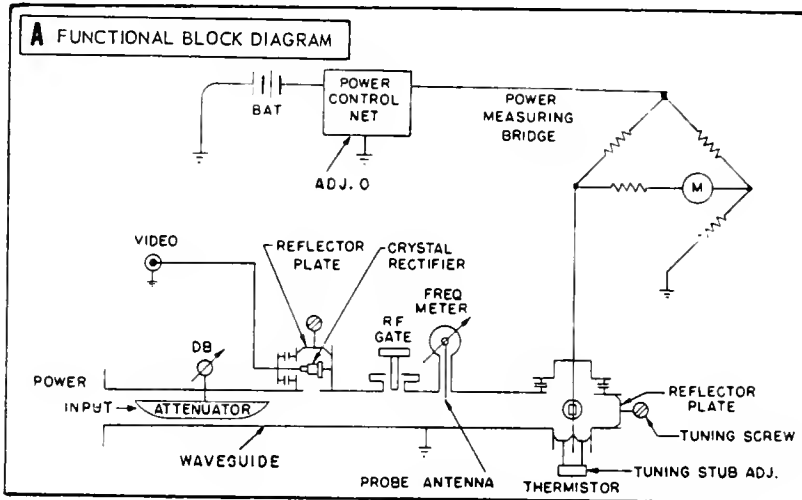 A FUNCTIONAL BLOCK DIAGRAM
BAT
POWER
CONTROL
NET
ADJ. O
POWER
MEASURING
BRIDGE
M
VIDEO
REFLECTOR
PLATE
CRYSTAL
RECTIFIER
FREQ
METER
RF
GATE
DB
POWER
INPUT
ATTENUATOR
REFLECTOR
PLATE
TUNING SCREW
WAVEGUIDE
PROBE ANTENNA
THERMISTOR
TUNING STUB ADJ.